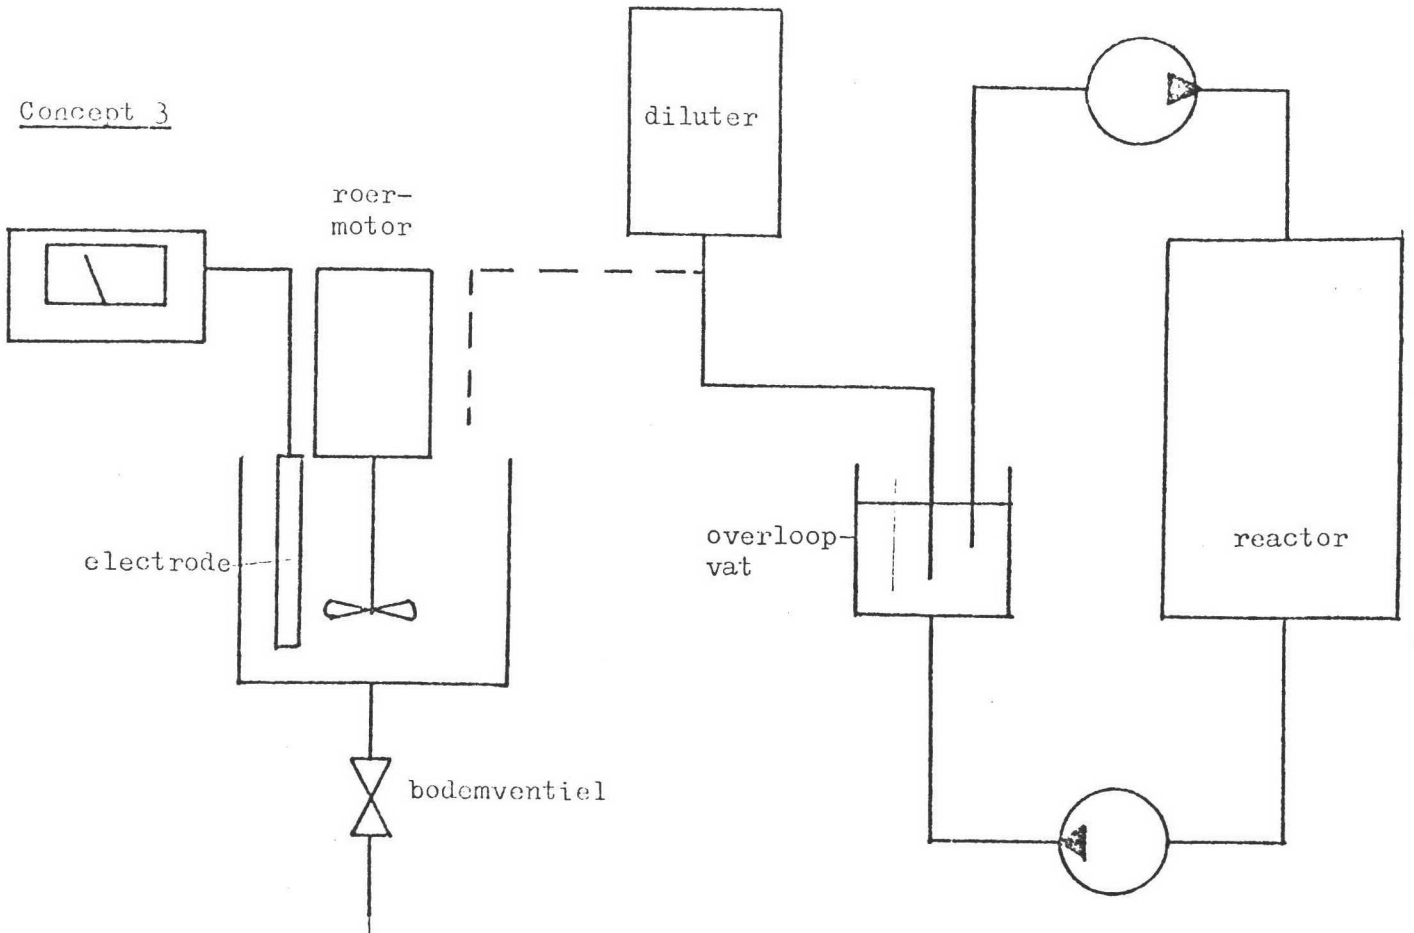 Concept 3
diluter
roer-
motor
electrode
overloop-
vat
reactor
bodemventiel